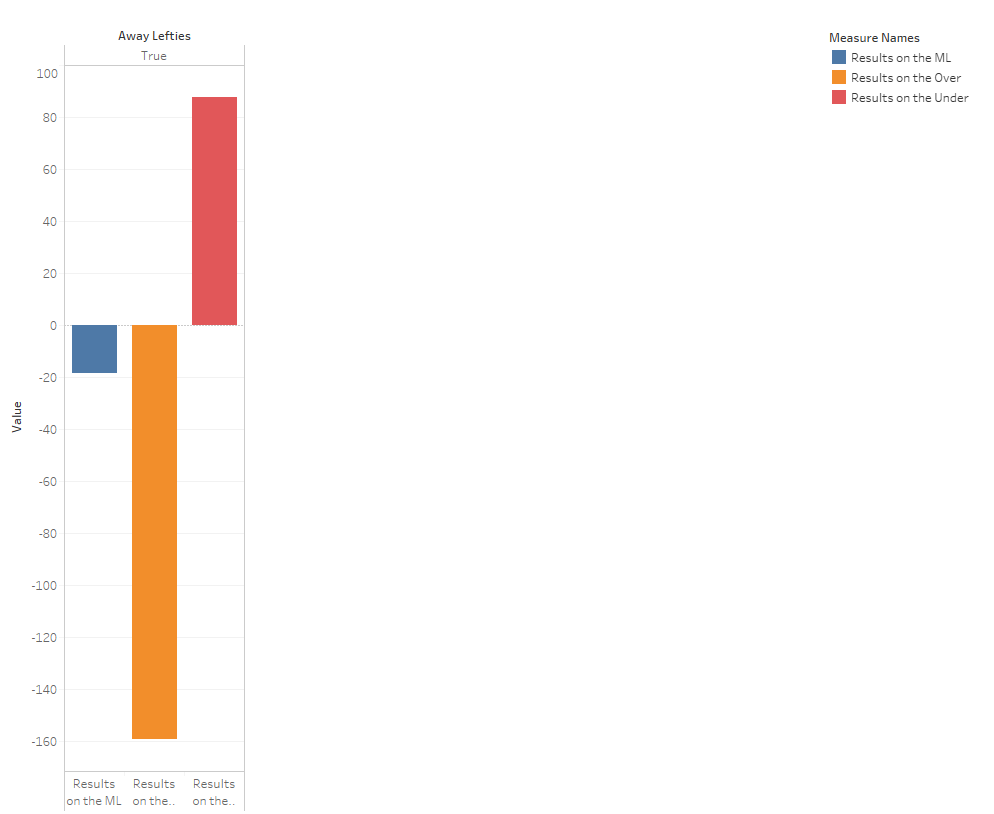 Away Lefties
True
100
80
60
40
20
0
-20
-40
-60
-80
-100
-120
-140
-160
Value
Results on the ML
Results on the..
Results on the..
Measure Names
Results on the ML
Results on the Over
Results on the Under